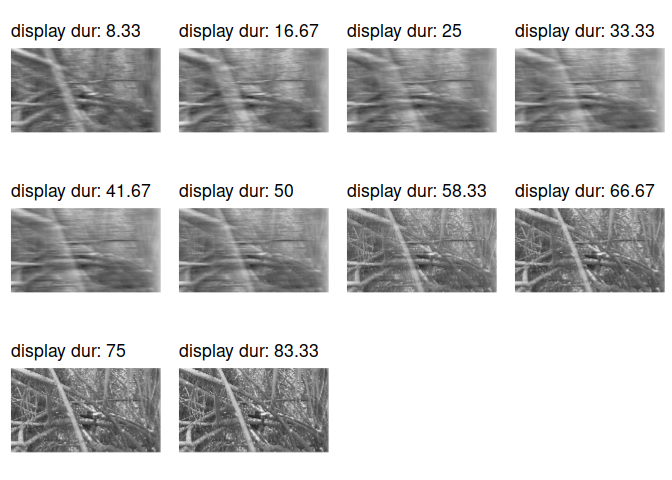 display dur: 8.33
display dur: 16.67
display dur: 25
display dur: 33.33
display dur: 41.67
display dur: 50
display dur: 58.33
display dur: 66.67
display dur: 75
display dur: 83.33